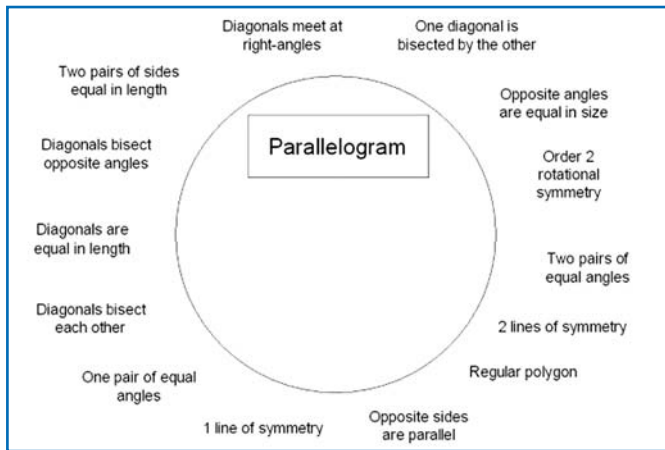 Diagonals meet at
right-angles
One diagonal is
bisected by the other
Two pairs of sides
equal in length
Opposite angles
are equal in size
Parallelogram
Diagonals bisect
opposite angles
Order 2
rotational
symmetry
Diagonals are
equal in length
Two pairs of
equal angles
Diagonals bisect
each other
2 lines of symmetry
One pair of equal
angles
Regular polygon
1 line of symmetry
Opposite sides
are parallel